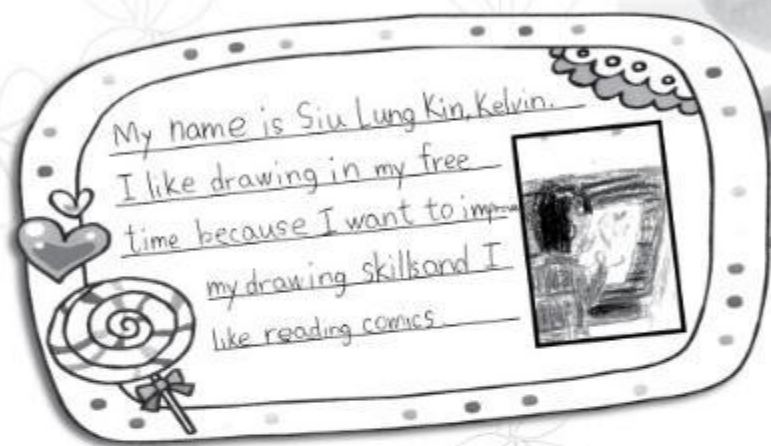 My name is Siu Lung Kin, Kelvin.
I like drawing in my free
time because I want to improve
my drawing skills and I
like reading comics.